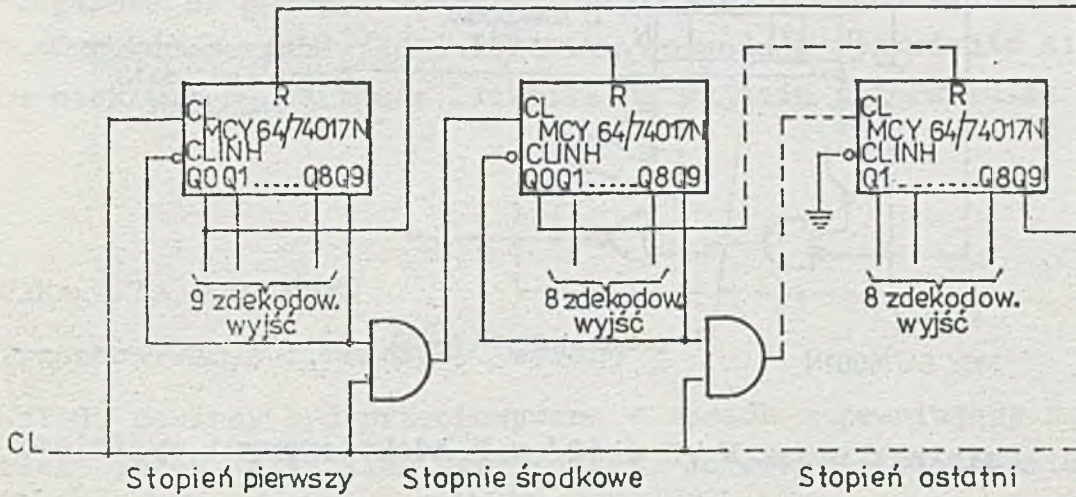 R
CL
MCY 64/74017N
CLINH
Q0 Q1 ..... Q8 Q9
9 zdekodow.
wyjść
R
CL
MCY 64/74017N
CLINH
Q0 Q1 ..... Q8 Q9
8 zdekodow.
wyjść
R
CL
MCY 64/74017N
CLINH
Q1 ........ Q8 Q9
8 zdekodow.
wyjść
CL
Stopień pierwszy
Stopnie środkowe
Stopień ostatni